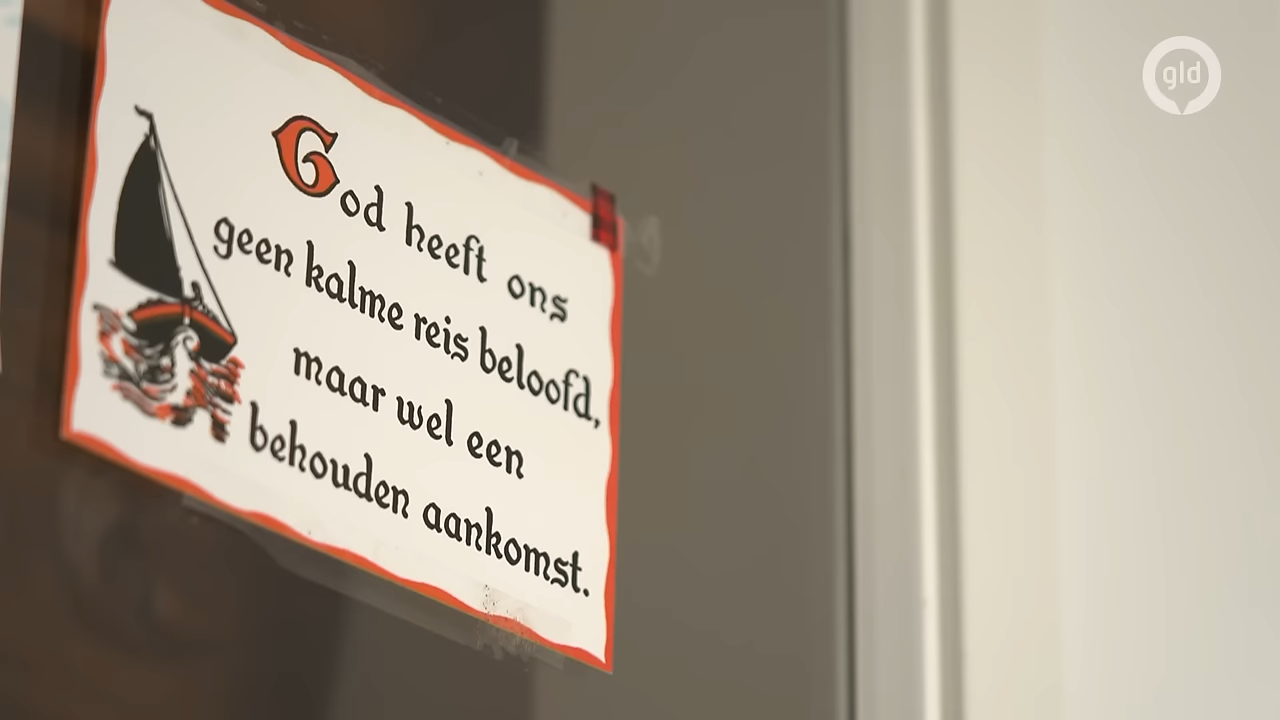 God heeft ons
geen kalme reis beloofd,
maar wel een
behouden aankomst.
gld